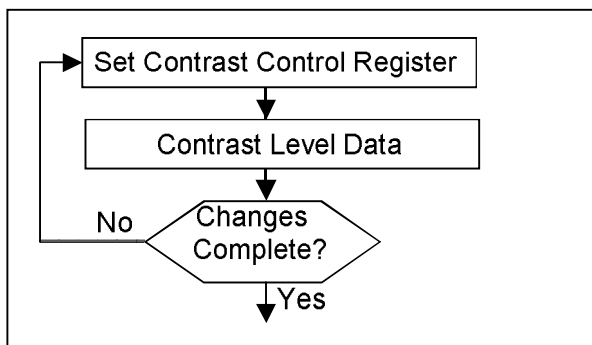 Set Contrast Control Register
Contrast Level Data
Changes
Complete?
No
Yes